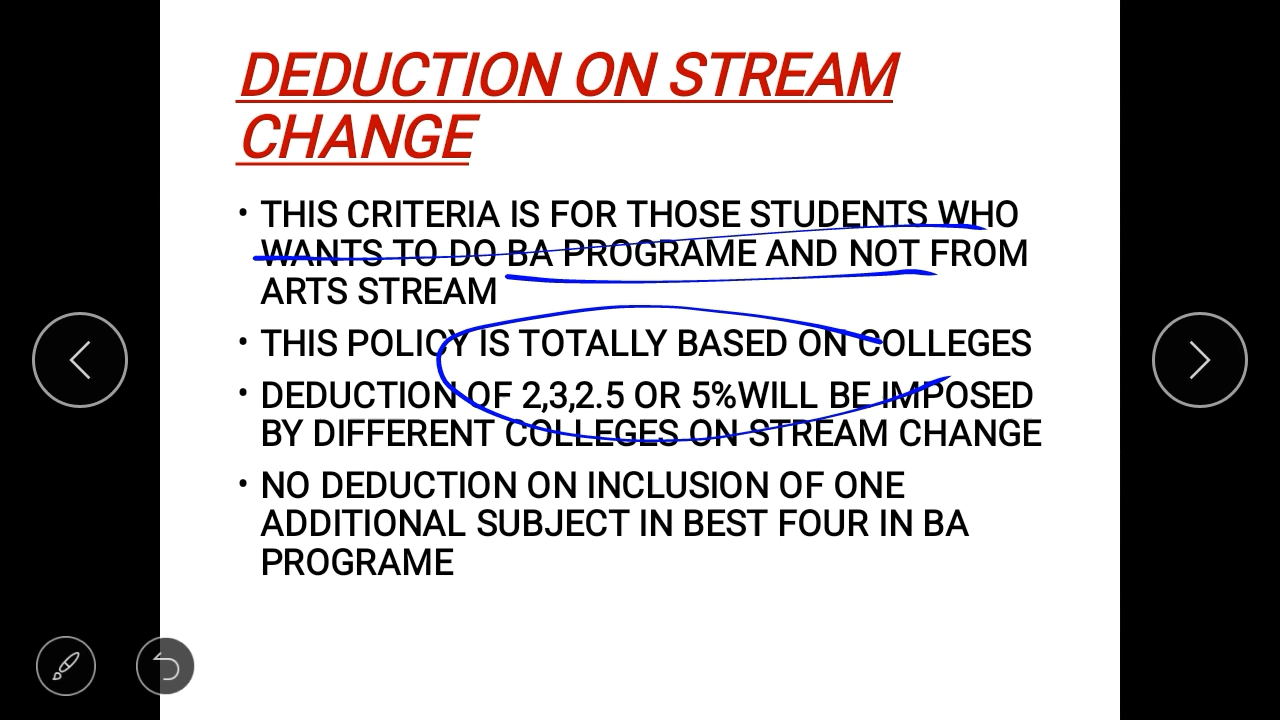 DEDUCTION ON STREAM
CHANGE
• THIS CRITERIA IS FOR THOSE STUDENTS WHO
WANTS TO DO BA PROGRAME AND NOT FROM
ARTS STREAM
• THIS POLICY IS TOTALLY BASED ON COLLEGES
• DEDUCTION OF 2,3,2.5 OR 5%WILL BE IMPOSED
BY DIFFERENT COLLEGES ON STREAM CHANGE
• NO DEDUCTION ON INCLUSION OF ONE
ADDITIONAL SUBJECT IN BEST FOUR IN BA
PROGRAME